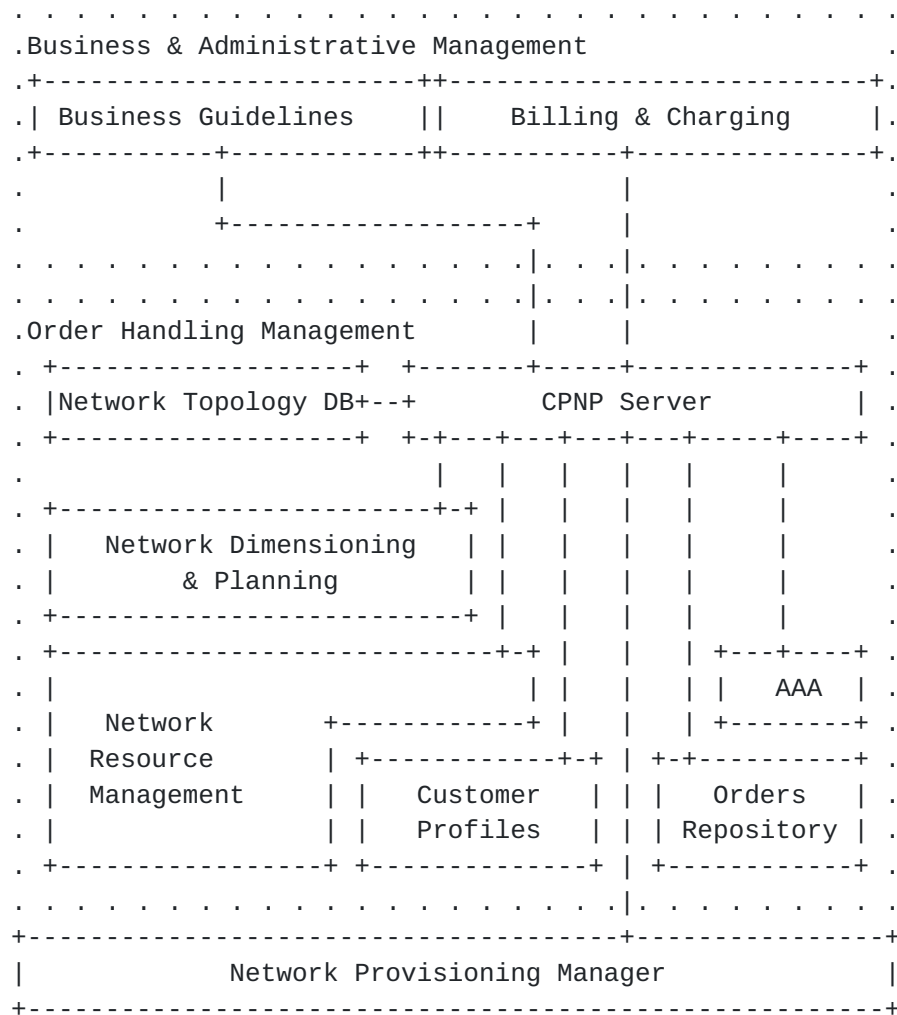 Business & Administrative Management
Business Guidelines Billing & Charging
Order Handling Management
Network Topology DB CPNP Server
Network Dimensioning
& Planning
AAA
Network
Resource
Management Customer Orders
Profiles Repository
Network Provisioning Manager